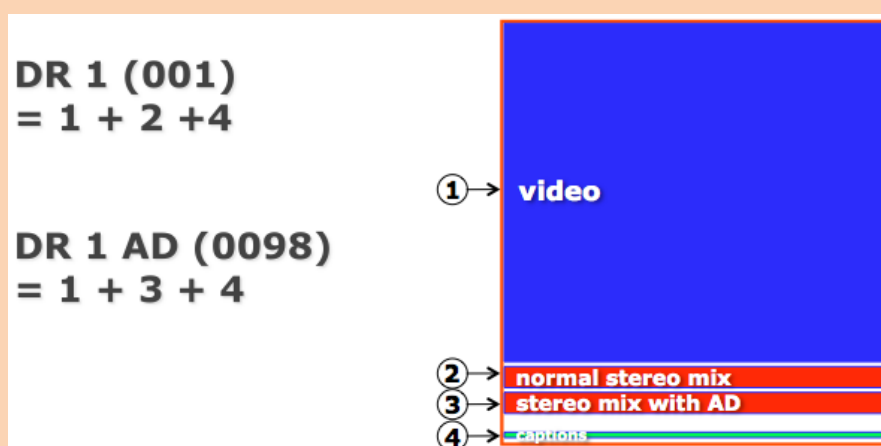 DR 1 (001)
= 1 + 2 +4
DR 1 AD (0098)
= 1 + 3 + 4
1 video
2 normal stereo mix
3 stereo mix with AD
4 captions